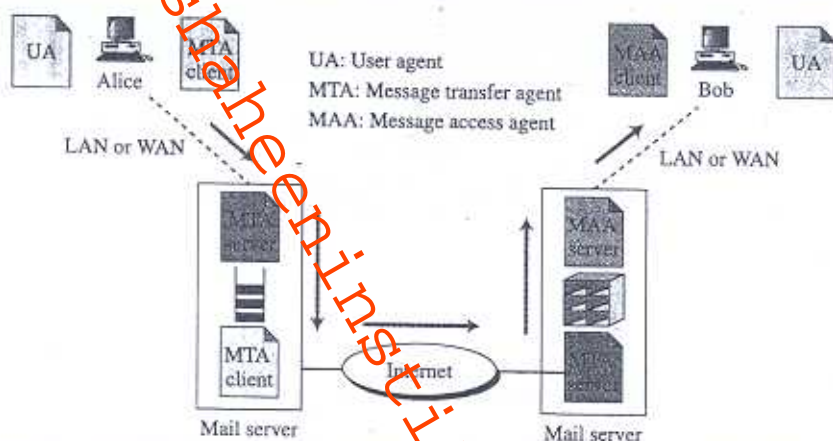 UA
Alice
MTA
client
UA: User agent
MTA: Message transfer agent
MAA: Message access agent
MAA
client
Bob
UA
LAN or WAN
LAN or WAN
MTA
server
MTA
client
Mail server
Internet
MAA
server
MTA
server
Mail server
shaheeninsti